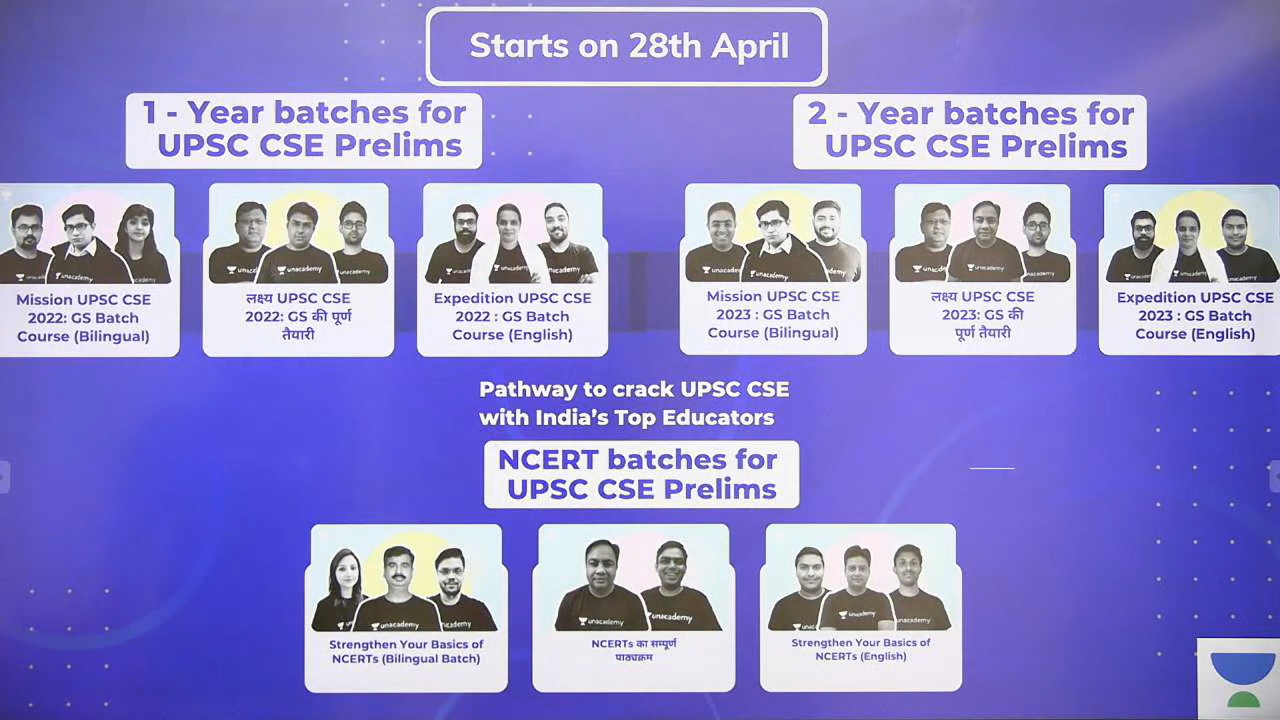 Starts on 28th April
1 - Year batches for
UPSC CSE Prelims
2 - Year batches for
UPSC CSE Prelims
Mission UPSC CSE
2022: GS Batch
Course (Bilingual)
लक्ष्य UPSC CSE
2022: GS की पूर्ण
तैयारी
Expedition UPSC CSE
2022 : GS Batch
Course (English)
Mission UPSC CSE
2023 : GS Batch
Course (Bilingual)
लक्ष्य UPSC CSE
2023: GS की
पूर्ण तैयारी
Expedition UPSC CSE
2023 : GS Batch
Course (English)
Pathway to crack UPSC CSE
with India's Top Educators
NCERT batches for
UPSC CSE Prelims
unacademy
unacademy
unacademy
Strengthen Your Basics of
NCERTs (Bilingual Batch)
NCERTs का सम्पूर्ण
पाठ्यक्रम
Strengthen Your Basics of
NCERTs (English)